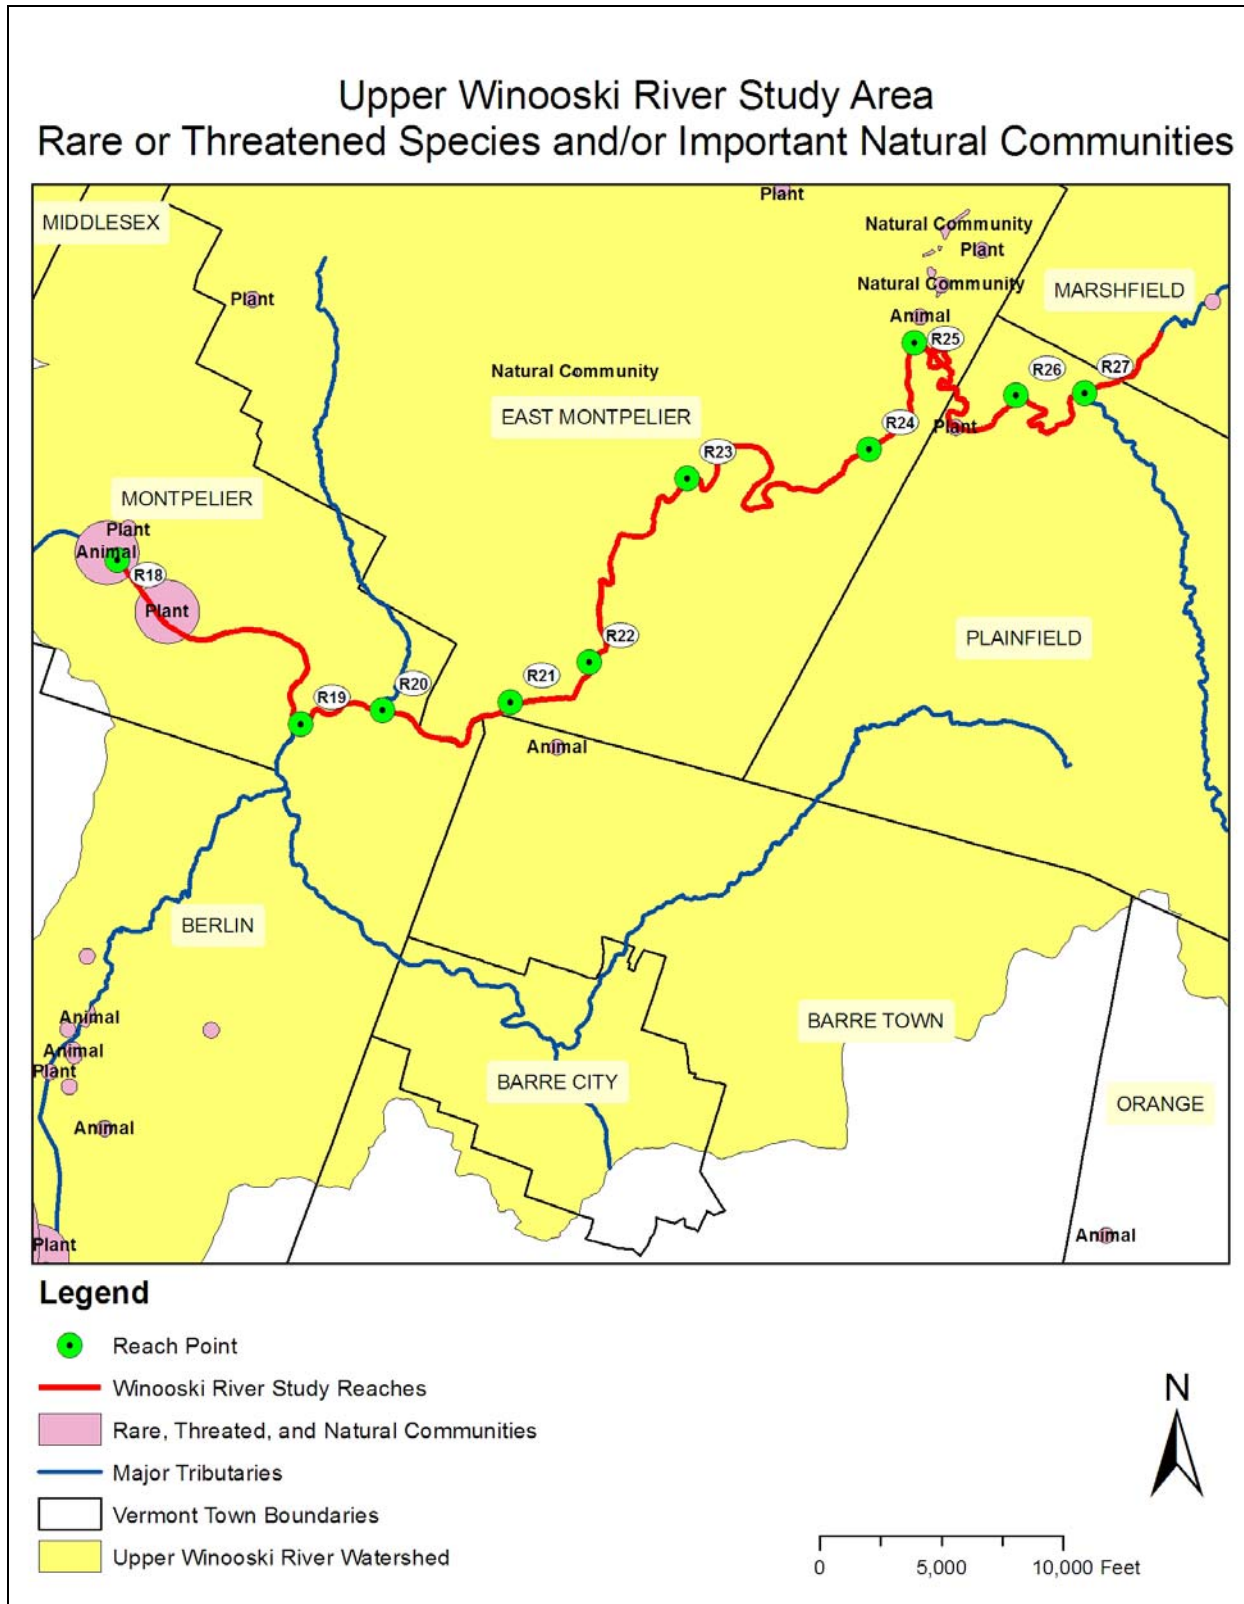 Upper Winooski River Study Area
Rare or Threatened Species and/or Important Natural Communities
MIDDLESEX
Plant
Natural Community
Plant
Natural Community
MARSHFIELD
Plant
Animal
R25
R26
R27
Natural Community
EAST MONTPELIER
R24
Plant
R23
MONTPELIER
Plant
Animal
R18
Plant
R22
PLAINFIELD
R21
R20
R19
Animal
BERLIN
Animal
Animal
Plant
Animal
BARRE TOWN
BARRE CITY
ORANGE
Plant
Animal
Legend
Reach Point
Winooski River Study Reaches
Rare, Threated, and Natural Communities
Major Tributaries
Vermont Town Boundaries
Upper Winooski River Watershed
N
0 5,000 10,000 Feet